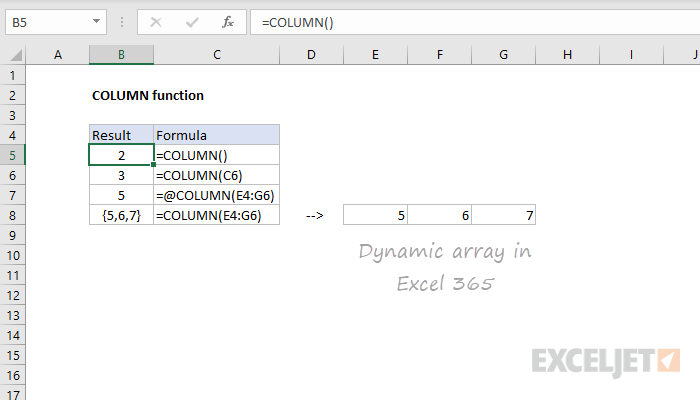 B5 fx =COLUMN()
A B C D E F G H I J
1
2 COLUMN function
3
4 Result Formula
5 2 =COLUMN()
6 3 =COLUMN(C6)
7 5 =@COLUMN(E4:G6)
8 {5,6,7} =COLUMN(E4:G6) --> 5 6 7
9
10 Dynamic array in
11 Excel 365
12
13
14
15 EXCELJET
16
17